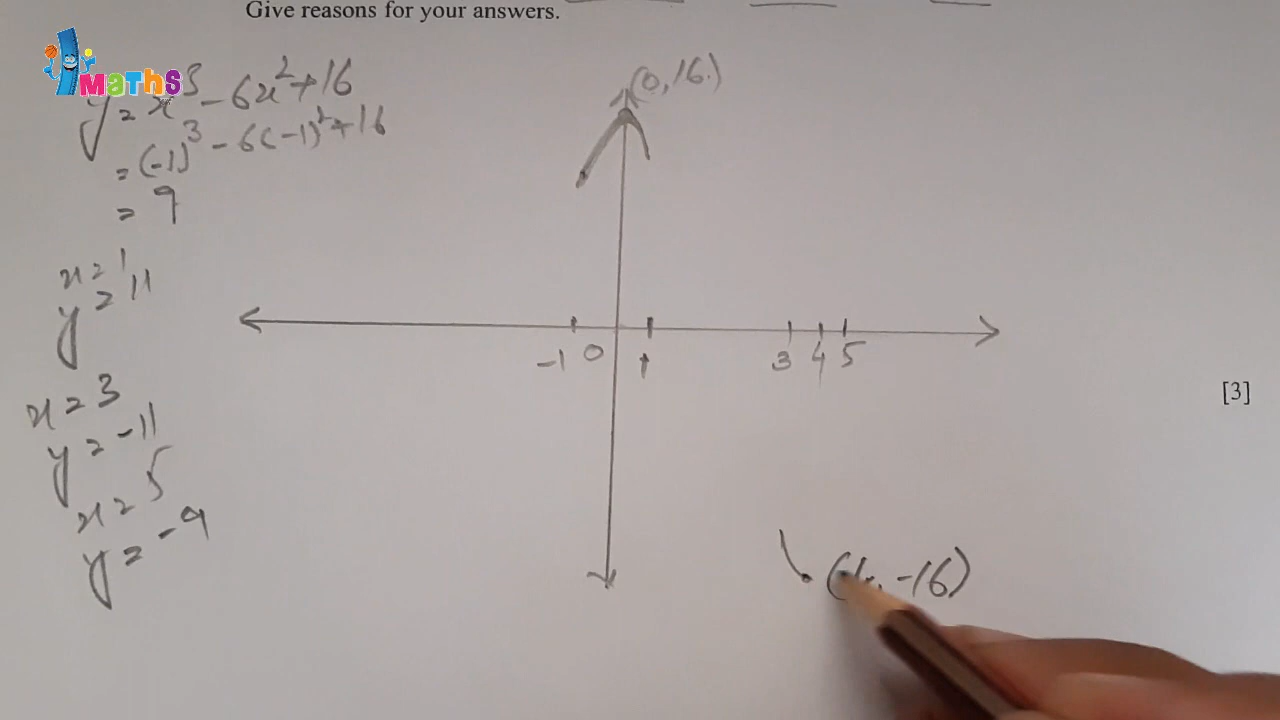 Give reasons for your answers.
Maths
y = x³ - 6x² + 16
= (-1)³ - 6(-1)² + 16
= 9
x = 1
y = 11
x = 3
y = -11
x = 5
y = -9
(0, 16)
-1 0 1 3 4 5
[3]
(4, -16)